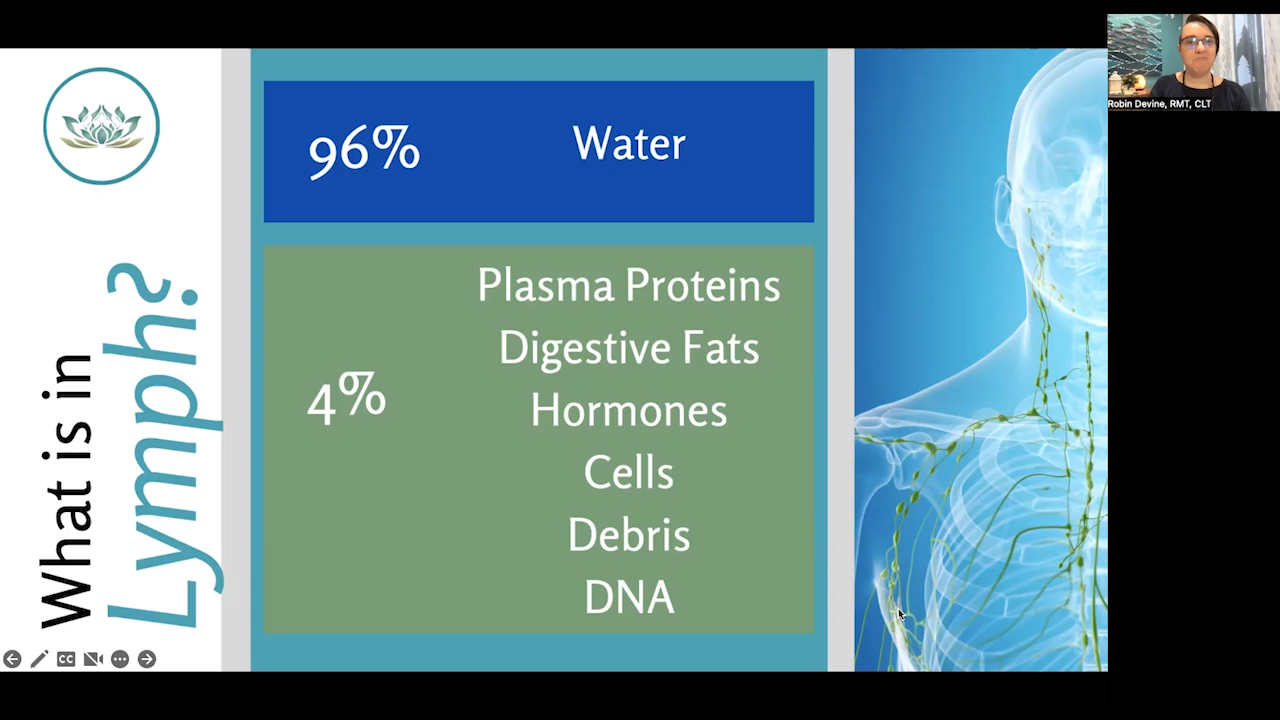 What is in
Lymph?
96%
Water
4%
Plasma Proteins
Digestive Fats
Hormones
Cells
Debris
DNA
CC
Robin Devine, RMT, CLT